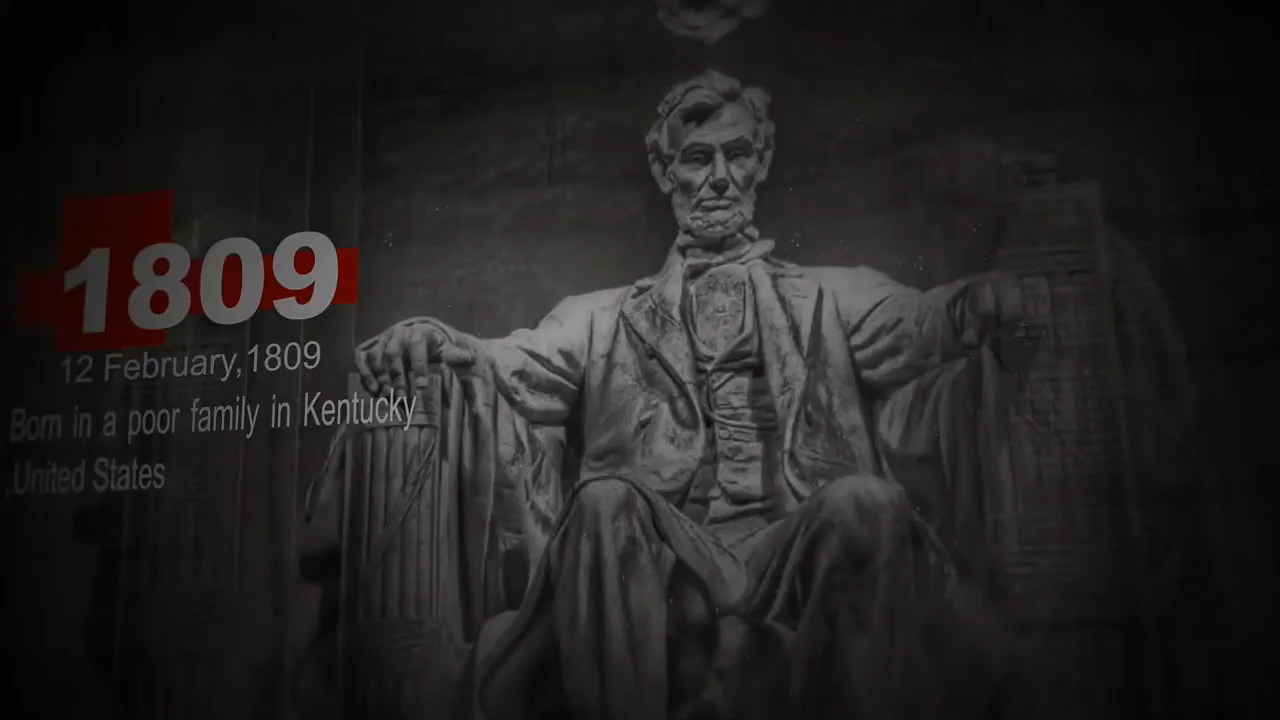 1809
12 February,1809
Born in a poor family in Kentucky
,United States